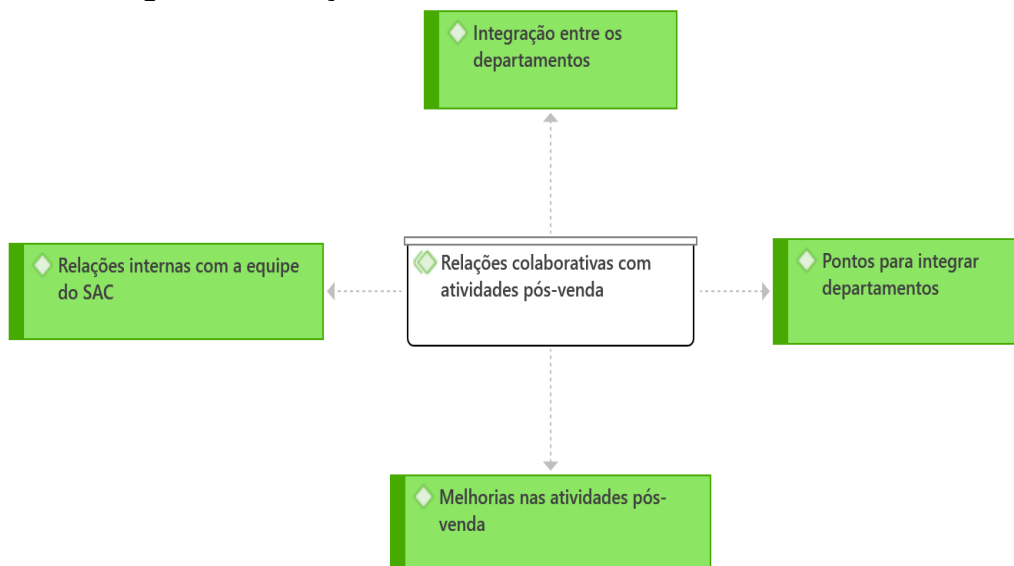 Integração entre os
departamentos
Relações internas com a equipe
do SAC
Relações colaborativas com
atividades pós-venda
Pontos para integrar
departamentos
Melhorias nas atividades pós-
venda